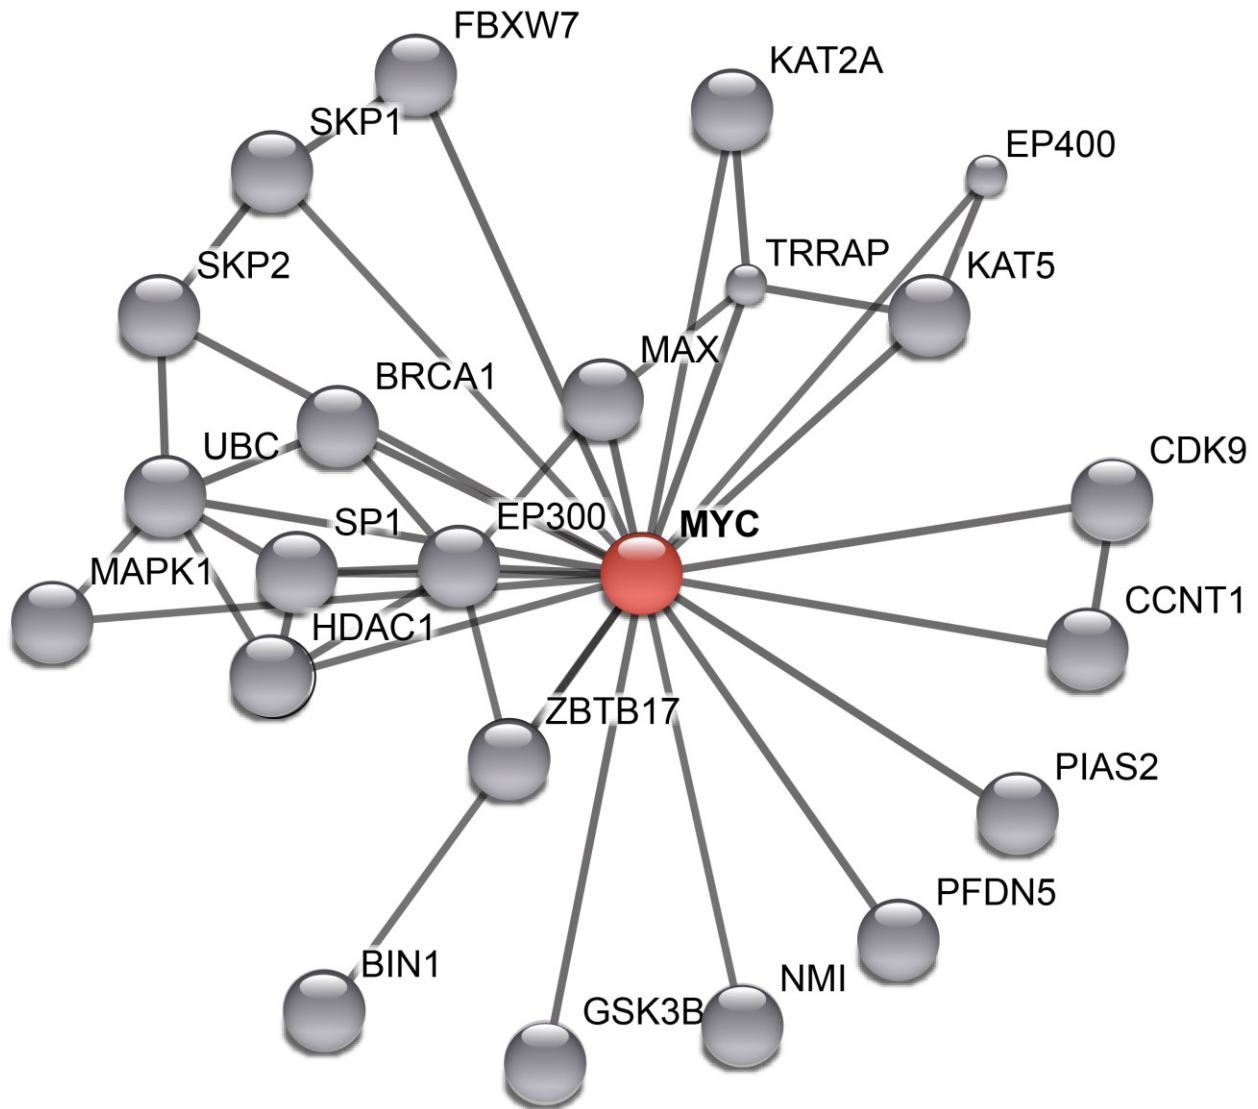 FBXW7
KAT2A
SKP1
EP400
TRRAP
SKP2
KAT5
MAX
BRCA1
UBC
CDK9
SP1
EP300
MYC
MAPK1
CCNT1
HDAC1
ZBTB17
PIAS2
PFDN5
BIN1
NMI
GSK3B